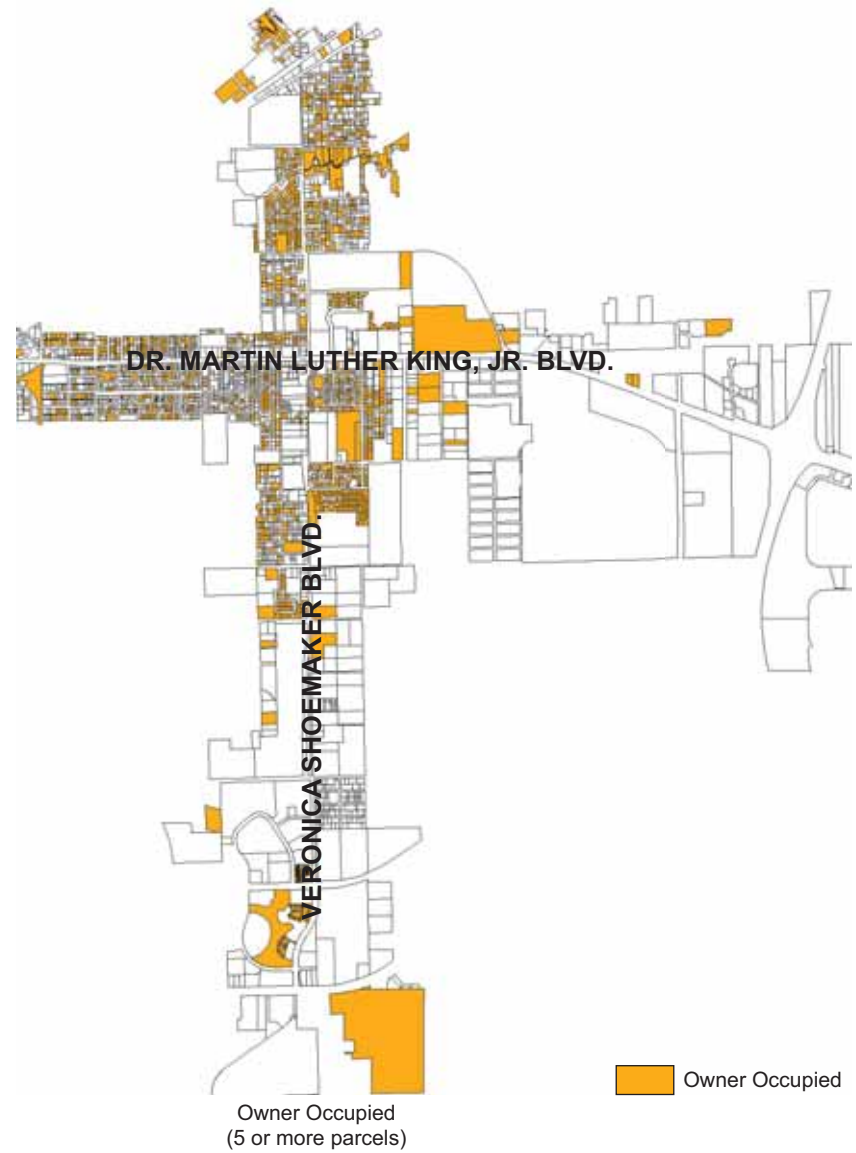 DR. MARTIN LUTHER KING, JR. BLVD.
VERONICA SHOEMAKER BLVD.
Owner Occupied
Owner Occupied
(5 or more parcels)